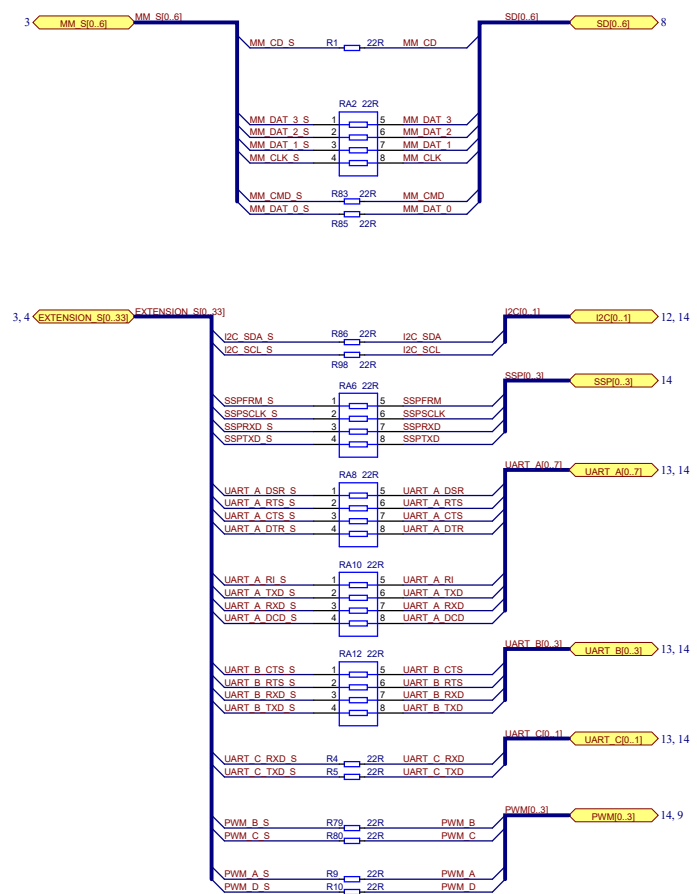 3 MM_S[0..6] MM_S[0..6] SD[0..6] SD[0..6] 8
MM_CD_S R1 22R MM_CD
RA2 22R
MM_DAT_3_S 1 5 MM_DAT_3
MM_DAT_2_S 2 6 MM_DAT_2
MM_DAT_1_S 3 7 MM_DAT_1
MM_CLK_S 4 8 MM_CLK
MM_CMD_S R83 22R MM_CMD
MM_DAT_0_S MM_DAT_0
R85 22R
3, 4 EXTENSION_S[0..33] EXTENSION_S[0..33] I2C[0..1] I2C[0..1] 12, 14
I2C_SDA_S R86 22R I2C_SDA
I2C_SCL_S I2C_SCL
R98 22R
SSP[0..3] SSP[0..3] 14
RA6 22R
SSPFRM_S 1 5 SSPFRM
SSPSCLK_S 2 6 SSPSCLK
SSPRXD_S 3 7 SSPRXD
SSPTXD_S 4 8 SSPTXD
UART_A[0..7] UART_A[0..7] 13, 14
RA8 22R
UART_A_DSR_S 1 5 UART_A_DSR
UART_A_RTS_S 2 6 UART_A_RTS
UART_A_CTS_S 3 7 UART_A_CTS
UART_A_DTR_S 4 8 UART_A_DTR
RA10 22R
UART_A_RI_S 1 5 UART_A_RI
UART_A_TXD_S 2 6 UART_A_TXD
UART_A_RXD_S 3 7 UART_A_RXD
UART_A_DCD_S 4 8 UART_A_DCD
UART_B[0..3] UART_B[0..3] 13, 14
RA12 22R
UART_B_CTS_S 1 5 UART_B_CTS
UART_B_RTS_S 2 6 UART_B_RTS
UART_B_RXD_S 3 7 UART_B_RXD
UART_B_TXD_S 4 8 UART_B_TXD
UART_C[0..1] UART_C[0..1] 13, 14
UART_C_RXD_S R4 22R UART_C_RXD
UART_C_TXD_S R5 22R UART_C_TXD
PWM[0..3] PWM[0..3] 14, 9
PWM_B_S R79 22R PWM_B
PWM_C_S R80 22R PWM_C
PWM_A_S R9 22R PWM_A
PWM_D_S R10 22R PWM_D